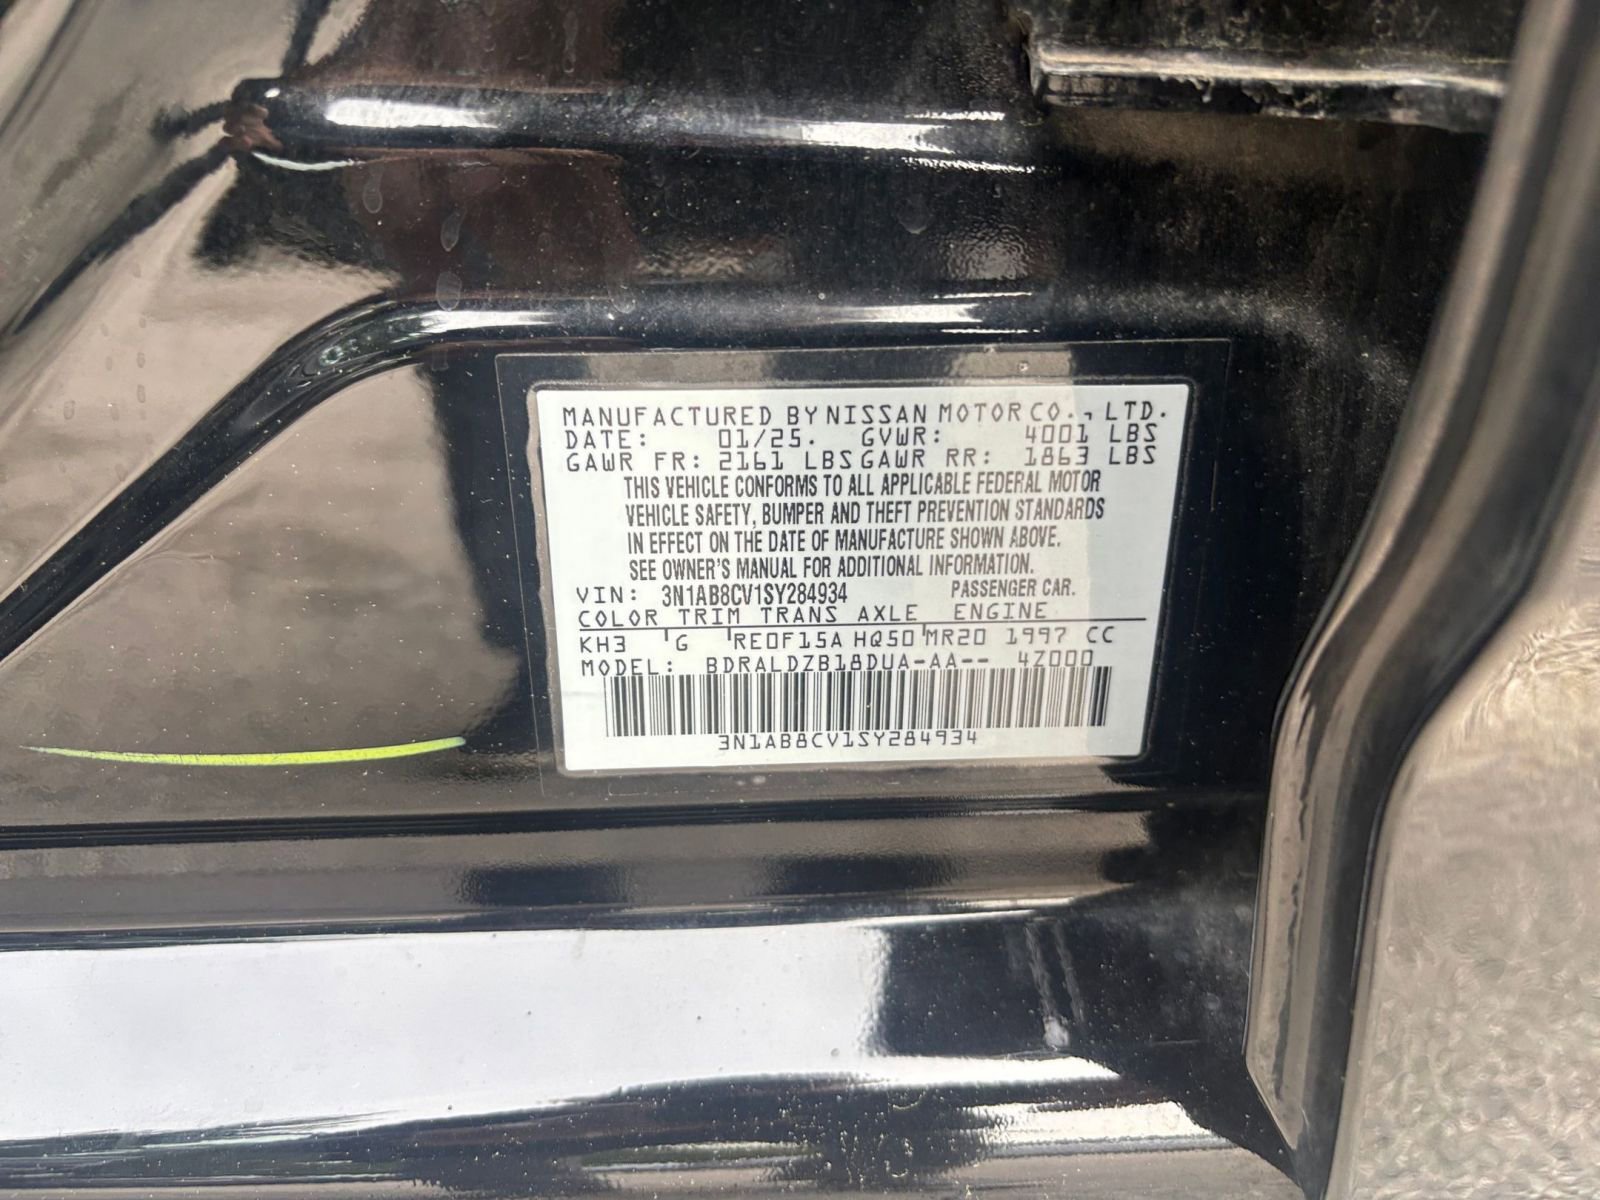 MANUFACTURED BY NISSAN MOTOR CO., LTD.
DATE: 01/25. GVWR: 4001 LBS
GAWR FR: 2161 LBS GAWR RR: 1863 LBS
THIS VEHICLE CONFORMS TO ALL APPLICABLE FEDERAL MOTOR
VEHICLE SAFETY, BUMPER AND THEFT PREVENTION STANDARDS
IN EFFECT ON THE DATE OF MANUFACTURE SHOWN ABOVE.
SEE OWNER'S MANUAL FOR ADDITIONAL INFORMATION.
VIN: 3N1AB8CV1SY284934 PASSENGER CAR.
COLOR TRIM TRANS AXLE ENGINE
KH3 G RE0F15A HQ50 MR20 1997 CC
MODEL: BDRALDZB18DUA-AA-- 4Z000
3N1AB8CV1SY284934